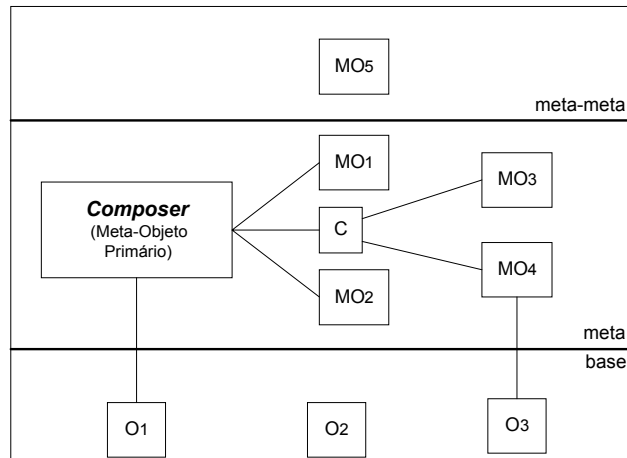 MO5
meta-meta
MO1
MO3
Composer
(Meta-Objeto
Primário)
C
MO4
MO2
meta
base
O1
O2
O3